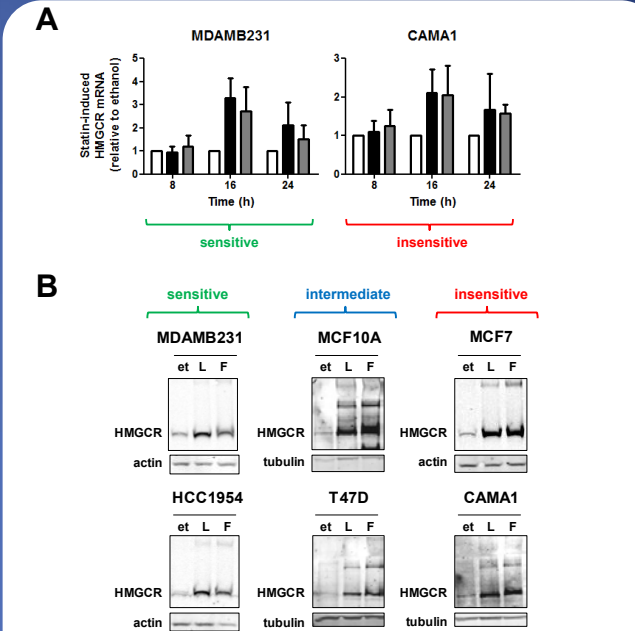 A
MDAMB231
CAMA1
Statin-induced
HMGCR mRNA
(relative to ethanol)
5
4
3
2
1
0
8
16
24
Time (h)
3
2
1
0
8
16
24
Time (h)
sensitive
insensitive
B
sensitive
intermediate
insensitive
MDAMB231
MCF10A
MCF7
et L F
et L F
et L F
HMGCR
HMGCR
HMGCR
actin
tubulin
actin
HCC1954
T47D
CAMA1
et L F
et L F
et L F
HMGCR
HMGCR
HMGCR
actin
tubulin
tubulin